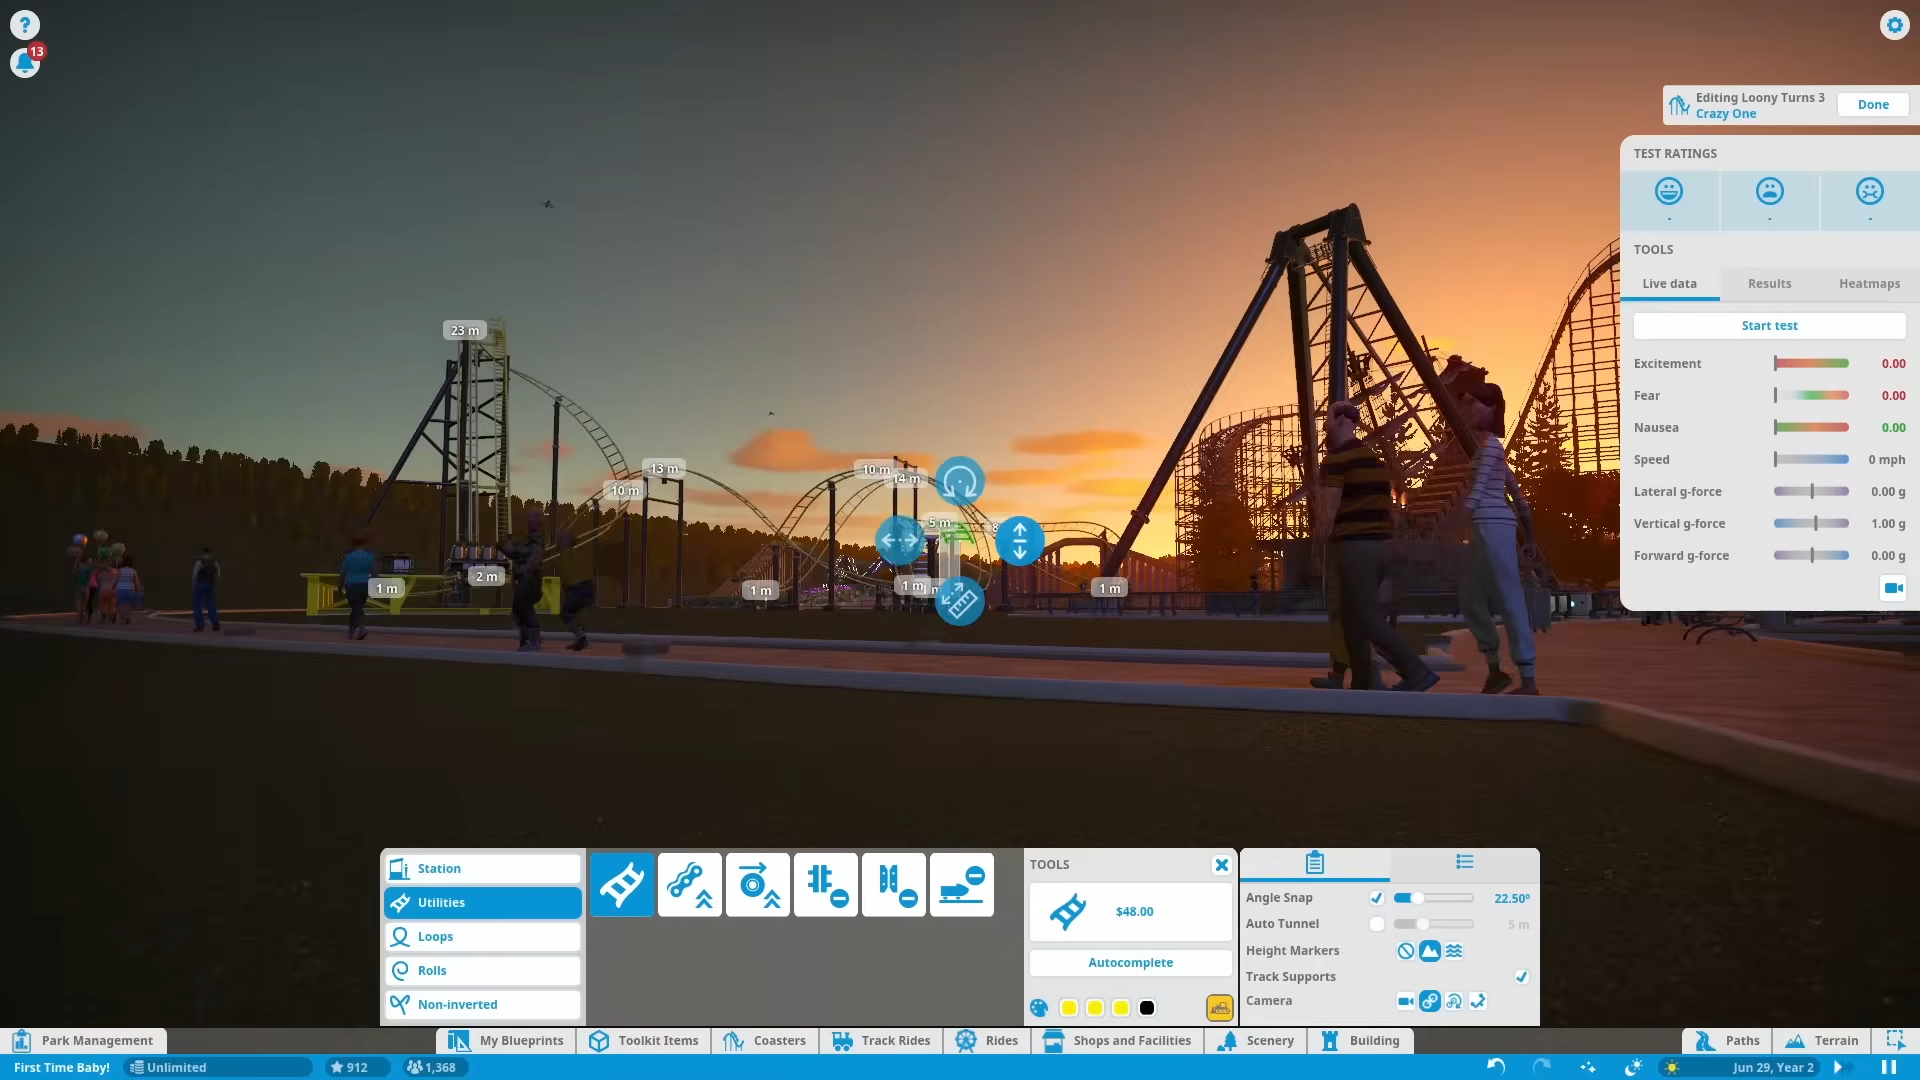 ?
13
Editing Loony Turns 3
Crazy One
Done
TEST RATINGS
- - -
TOOLS
Live data Results Heatmaps
Start test
Excitement 0.00
Fear 0.00
Nausea 0.00
Speed 0 mph
Lateral g-force 0.00 g
Vertical g-force 1.00 g
Forward g-force 0.00 g
23 m
13 m
10 m
10 m
14 m
5 m
8
2 m
1 m
1 m
1 m
m
1 m
Station
Utilities
Loops
Rolls
Non-inverted
TOOLS
$48.00
Autocomplete
Angle Snap 22.50°
Auto Tunnel 5 m
Height Markers
Track Supports
Camera
Park Management
My Blueprints
Toolkit Items
Coasters
Track Rides
Rides
Shops and Facilities
Scenery
Building
Paths
Terrain
First Time Baby!
Unlimited
912
1,368
Jun 29, Year 2